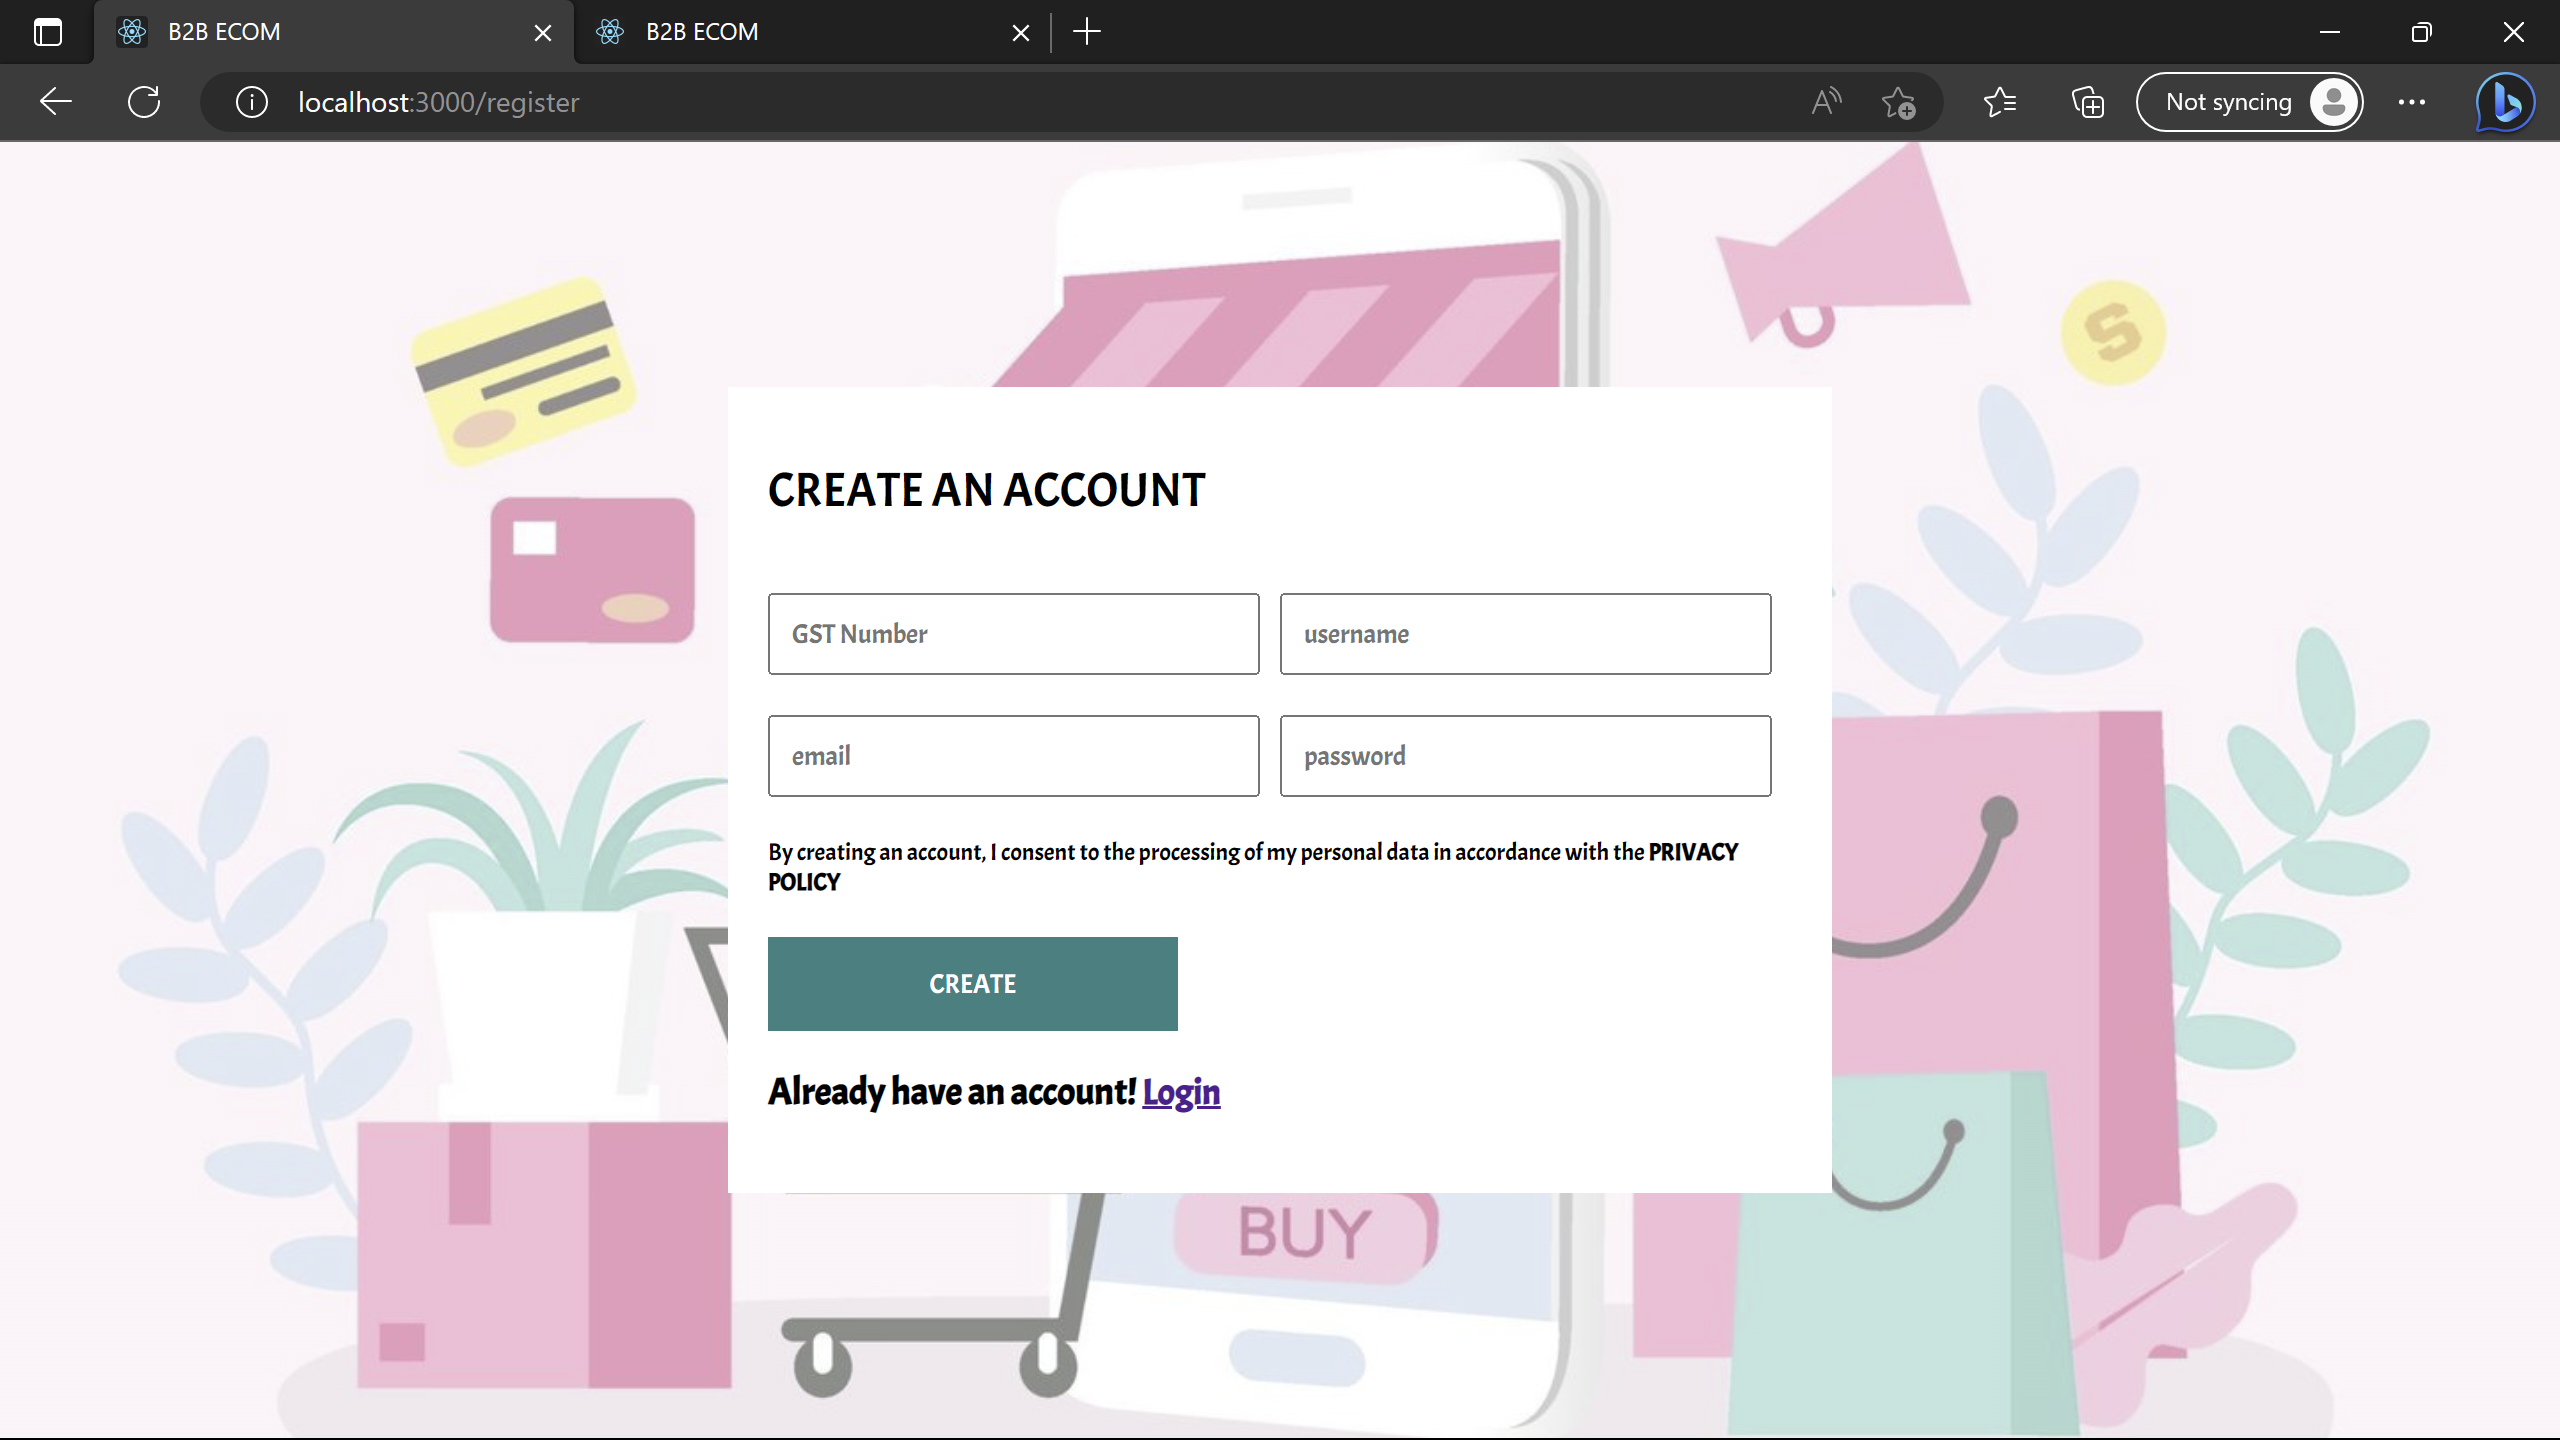 B2B ECOM
B2B ECOM
localhost:3000/register
Not syncing
CREATE AN ACCOUNT
GST Number
username
email
password
By creating an account, I consent to the processing of my personal data in accordance with the PRIVACY
POLICY
CREATE
Already have an account! Login
BUY